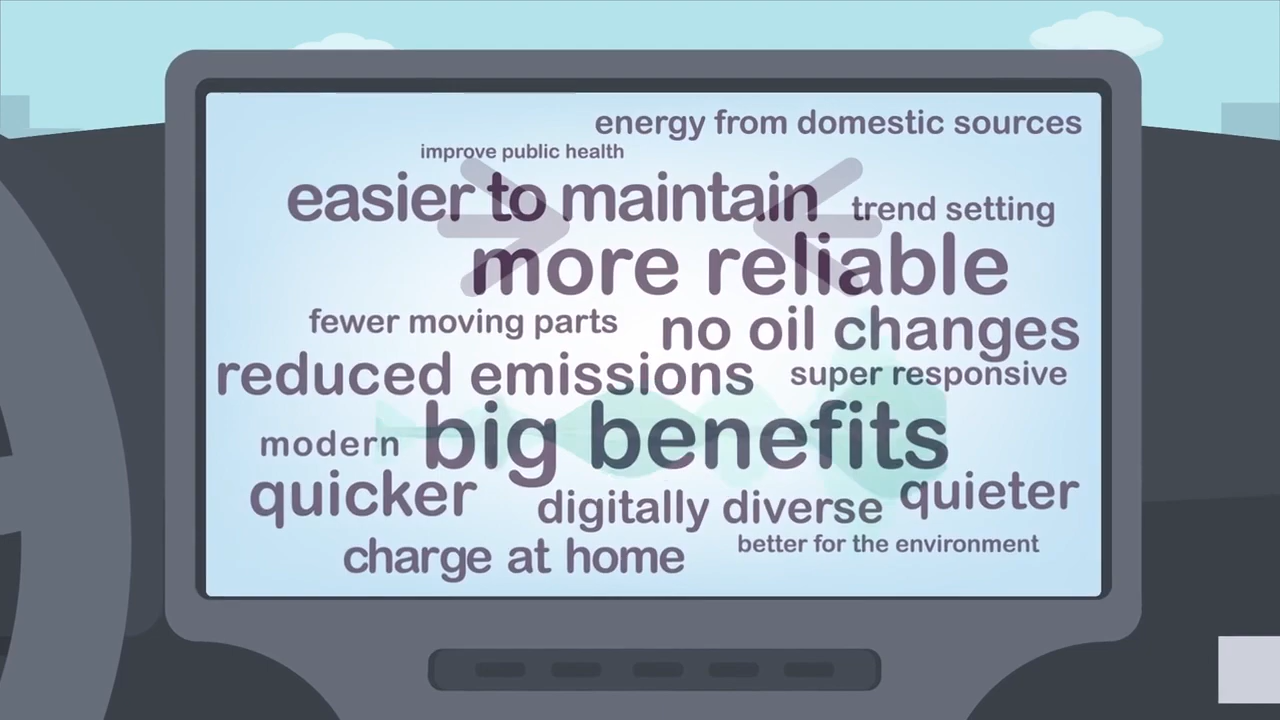 energy from domestic sources
improve public health
easier to maintain
trend setting
more reliable
fewer moving parts
no oil changes
reduced emissions
super responsive
modern
big benefits
quicker
digitally diverse
quieter
charge at home
better for the environment